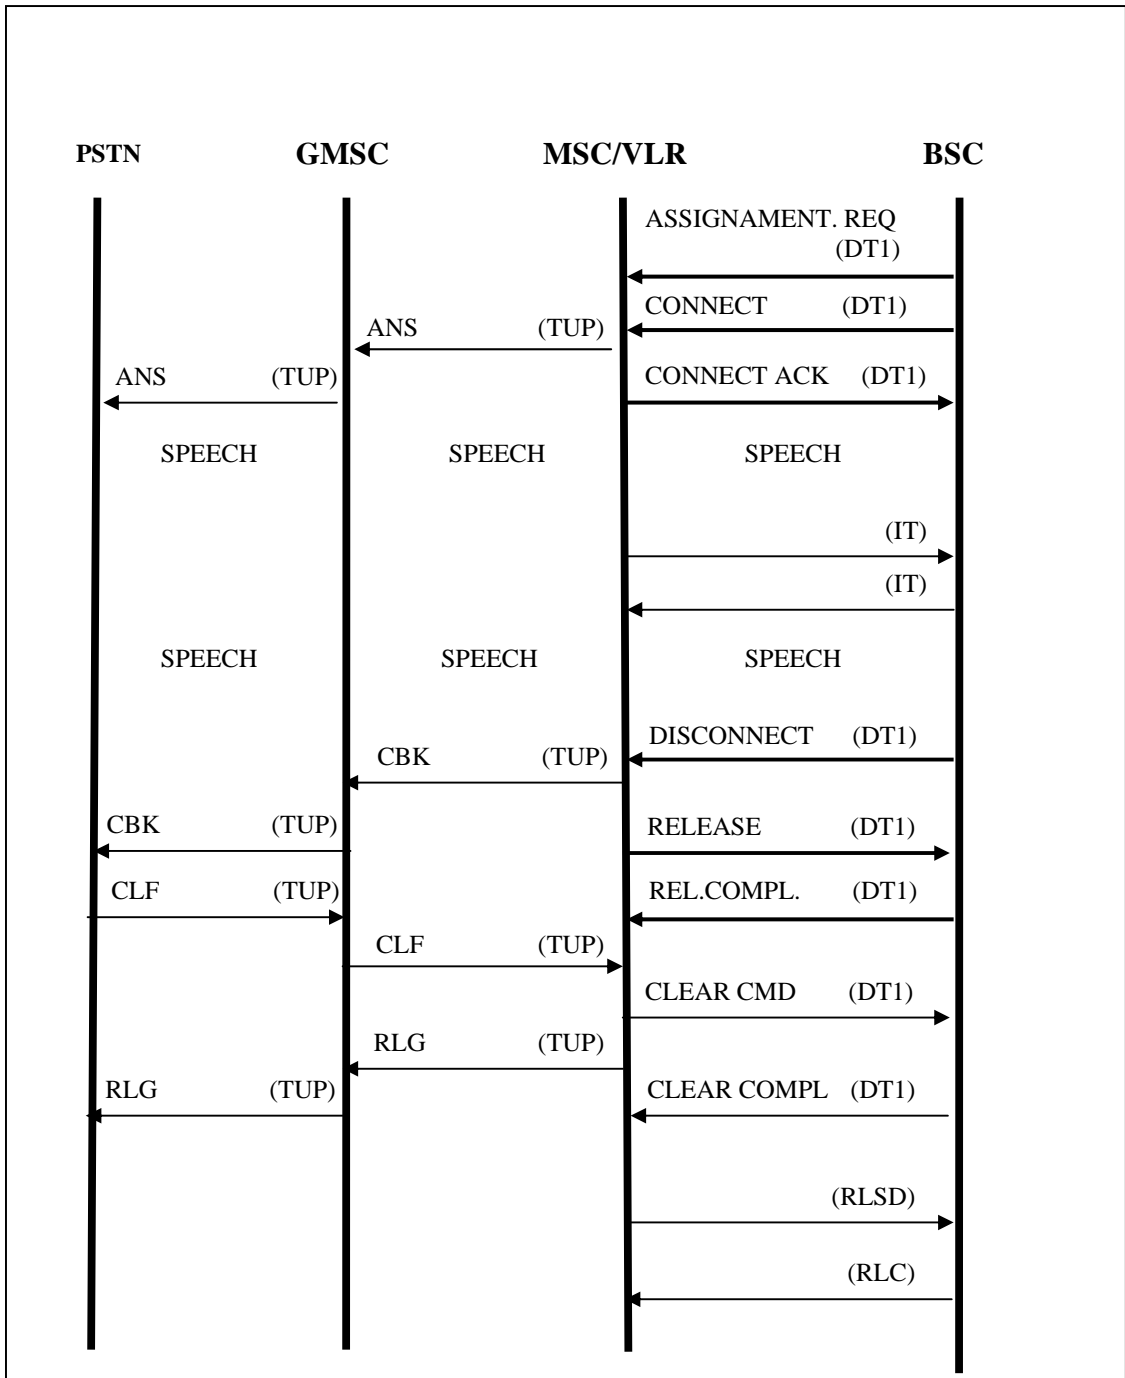 PSTN GMSC MSC/VLR BSC
ASSIGNAMENT. REQ
(DT1)
CONNECT (DT1)
ANS (TUP)
ANS (TUP) CONNECT ACK (DT1)
SPEECH SPEECH SPEECH
(IT)
(IT)
SPEECH SPEECH SPEECH
DISCONNECT (DT1)
CBK (TUP)
CBK (TUP) RELEASE (DT1)
CLF (TUP) REL.COMPL. (DT1)
CLF (TUP)
CLEAR CMD (DT1)
RLG (TUP)
RLG (TUP) CLEAR COMPL (DT1)
(RLSD)
(RLC)